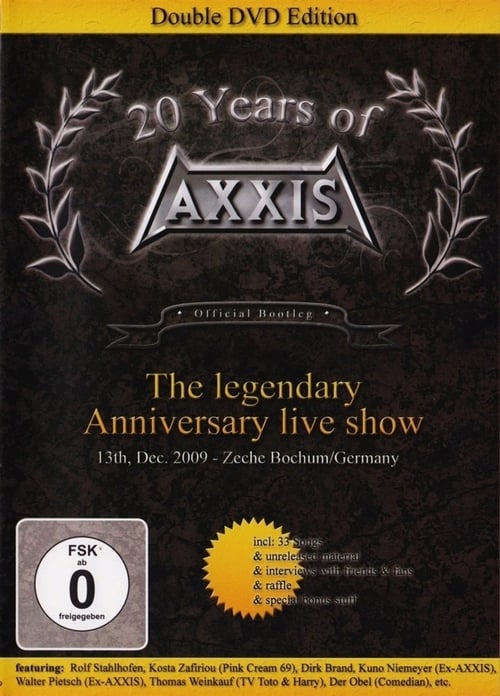 Double DVD Edition
20 Years of
AXXIS
• Official Bootleg •
The legendary
Anniversary live show
13th, Dec. 2009 - Zeche Bochum/Germany
FSK
ab
0
freigegeben
incl: 33 Songs
& unreleased material
& interviews with friends & fans
& raffle
& special bonus stuff
featuring: Rolf Stahlhofen, Kosta Zafiriou (Pink Cream 69), Dirk Brand, Kuno Niemeyer (Ex-AXXIS),
Walter Pietsch (Ex-AXXIS), Thomas Weinkauf (TV Toto & Harry), Der Obel (Comedian), etc.